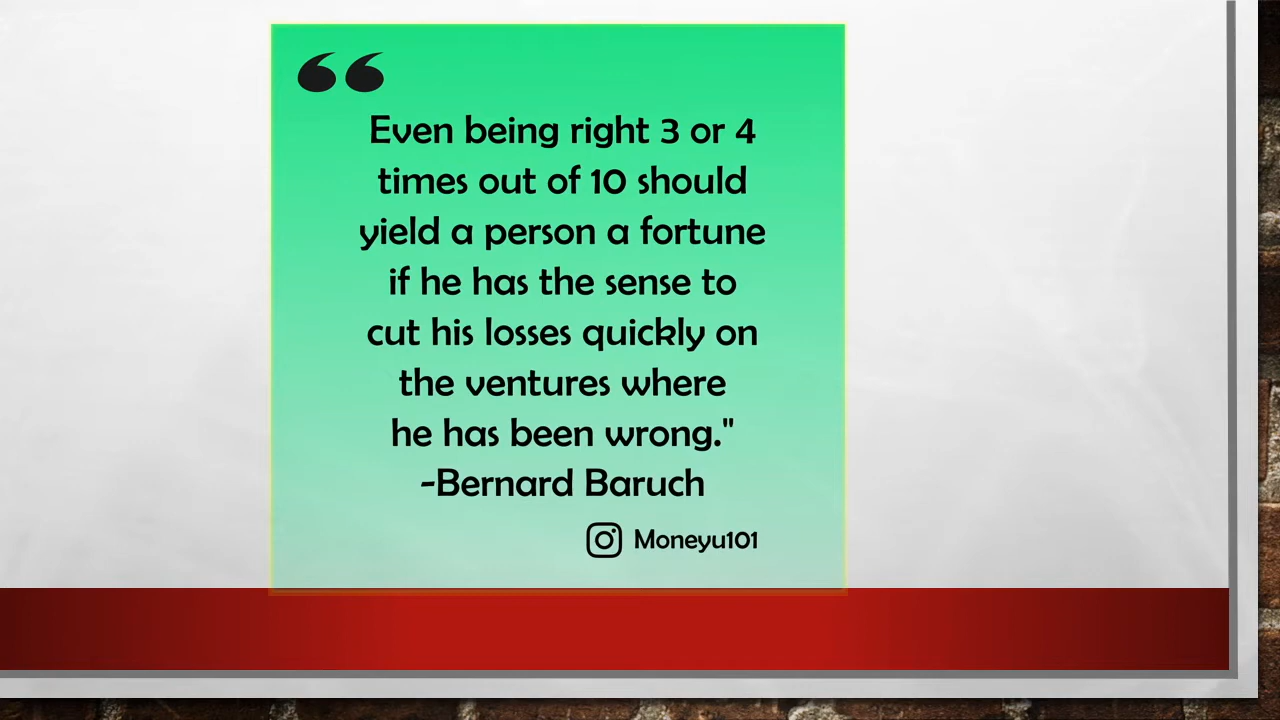 “
Even being right 3 or 4
times out of 10 should
yield a person a fortune
if he has the sense to
cut his losses quickly on
the ventures where
he has been wrong."
-Bernard Baruch
Moneyu101